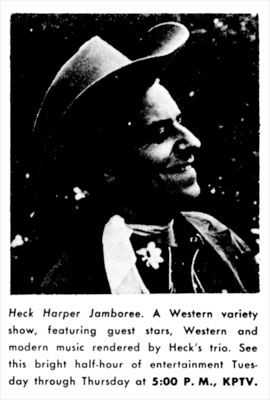 Heck Harper Jamboree. A Western variety
show, featuring guest stars, Western and
modern music rendered by Heck's trio. See
this bright half-hour of entertainment Tues-
day through Thursday at 5:00 P. M., KPTV.